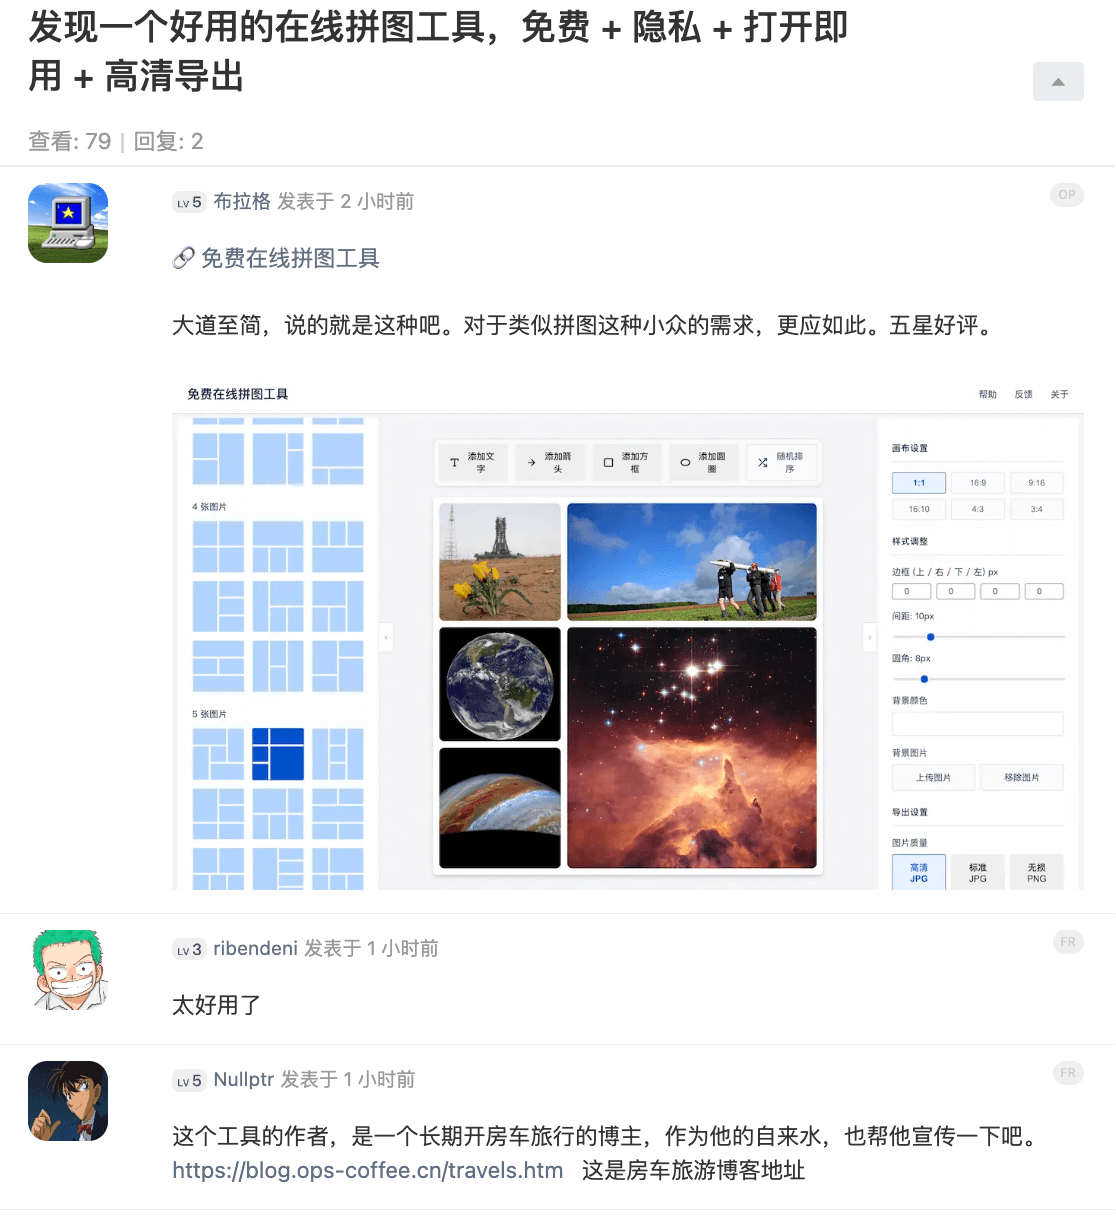 发现一个好用的在线拼图工具，免费 + 隐私 + 打开即
用 + 高清导出
查看: 79 | 回复: 2
LV 5 布拉格 发表于 2 小时前
OP
免费在线拼图工具
大道至简，说的就是这种吧。对于类似拼图这种小众的需求，更应如此。五星好评。
免费在线拼图工具
帮助 反馈 关于
4 张图片
5 张图片
添加文
字
添加箭
头
添加方
框
添加圆
圈
随机排
序
画布设置
1:1 16:9 9:16
16:10 4:3 3:4
样式调整
边框 (上 / 右 / 下 / 左) px
0 0 0 0
间距: 10px
圆角: 8px
背景颜色
背景图片
上传图片 移除图片
导出设置
图片质量
高清 标准 无损
JPG JPG PNG
LV 3 ribendeni 发表于 1 小时前
FR
太好用了
LV 5 Nullptr 发表于 1 小时前
FR
这个工具的作者，是一个长期开房车旅行的博主，作为他的自来水，也帮他宣传一下吧。
https://blog.ops-coffee.cn/travels.htm 这是房车旅游博客地址